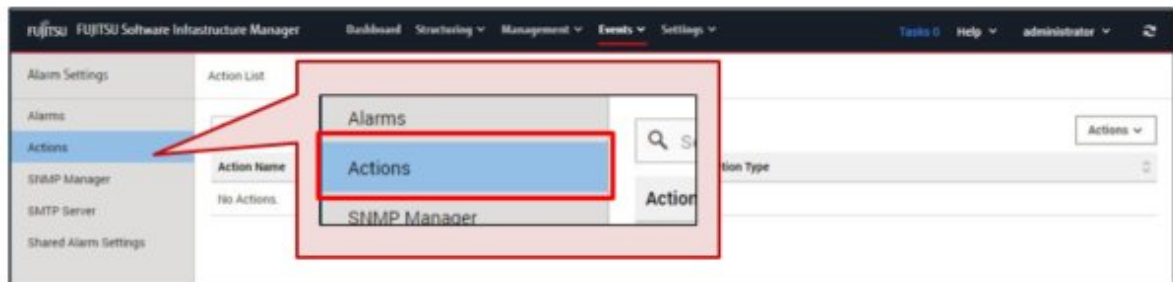 FUJITSU FUJITSU Software Infrastructure Manager Dashboard Structuring Management Events Settings Tasks 0 Help administrator
Alarm Settings
Alarms
Actions
SNMP Manager
SMTP Server
Shared Alarm Settings
Action List
Actions
Action Name
tion Type
No Actions.
Alarms
Actions
SNMP Manager
Action